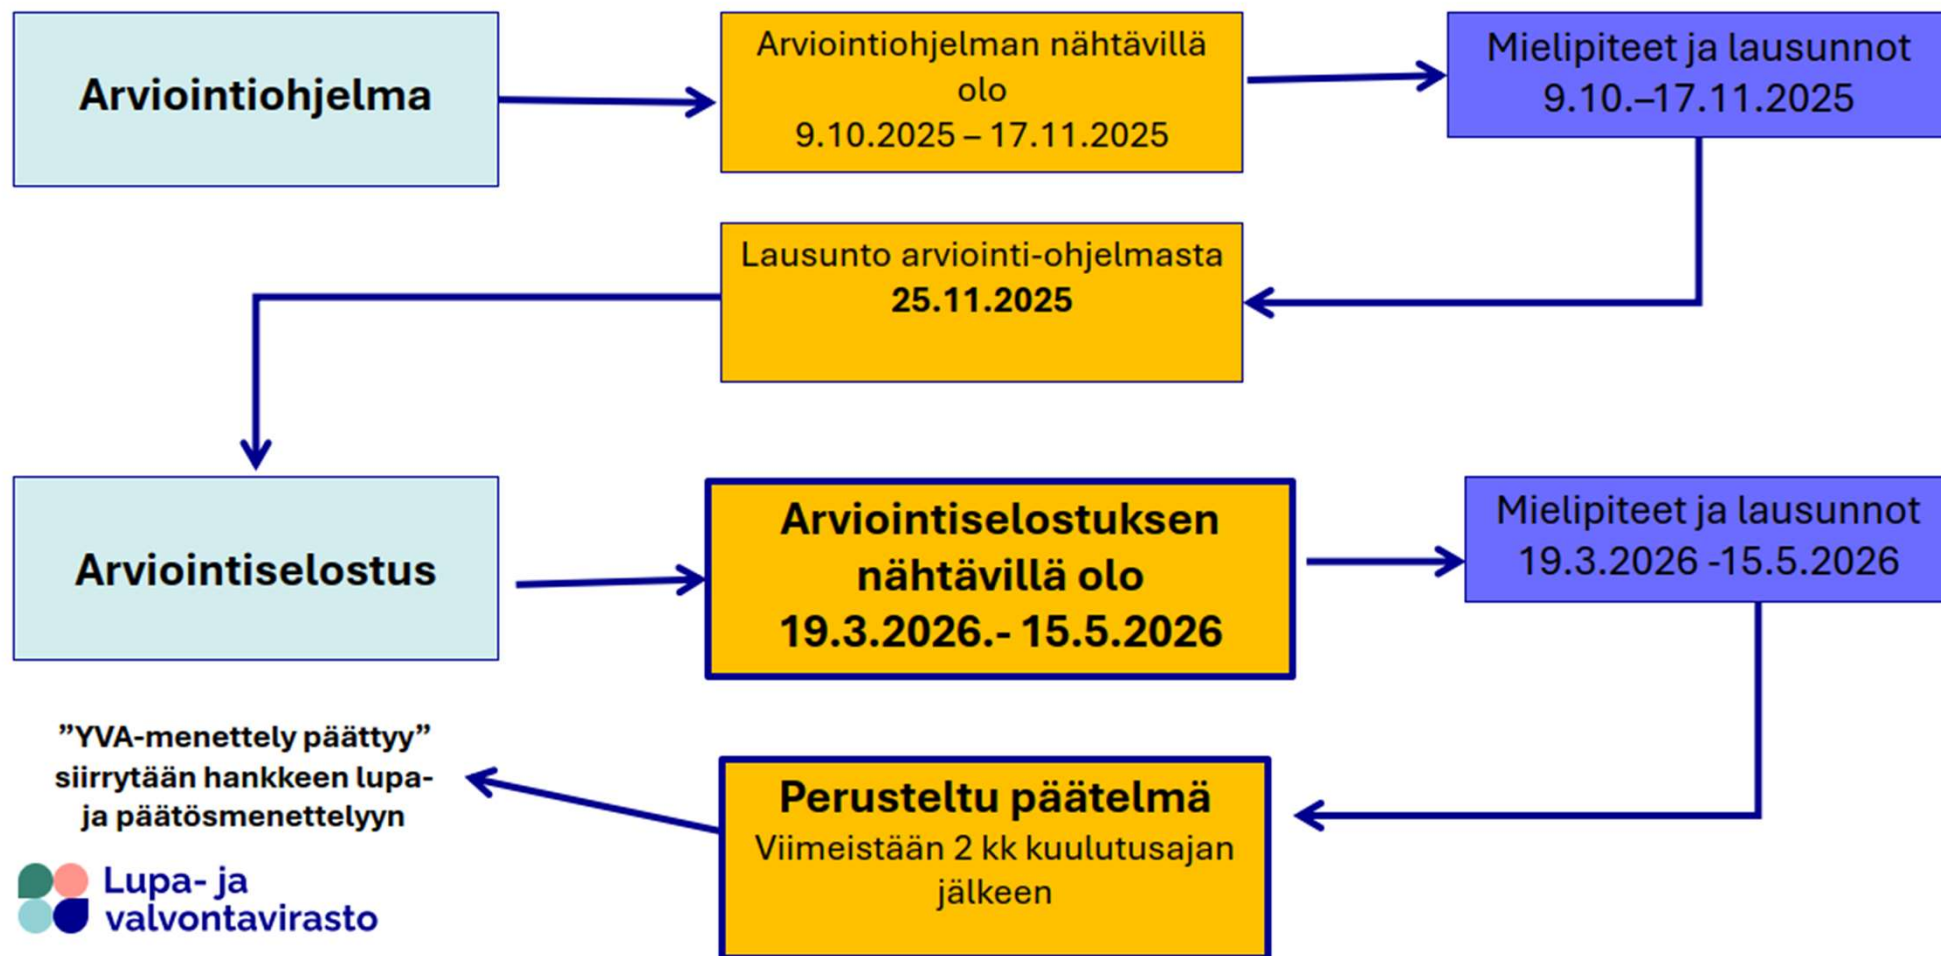 Arviointiohjelma
Arviointiohjelman nähtävillä
olo
9.10.2025 – 17.11.2025
Mielipiteet ja lausunnot
9.10.–17.11.2025
Lausunto arviointi-ohjelmasta
25.11.2025
Arviointiselostus
Arviointiselostuksen
nähtävillä olo
19.3.2026.- 15.5.2026
Mielipiteet ja lausunnot
19.3.2026 -15.5.2026
Perusteltu päätelmä
Viimeistään 2 kk kuulutusajan
jälkeen
”YVA-menettely päättyy”
siirrytään hankkeen lupa-
ja päätösmenettelyyn
Lupa- ja
valvontavirasto